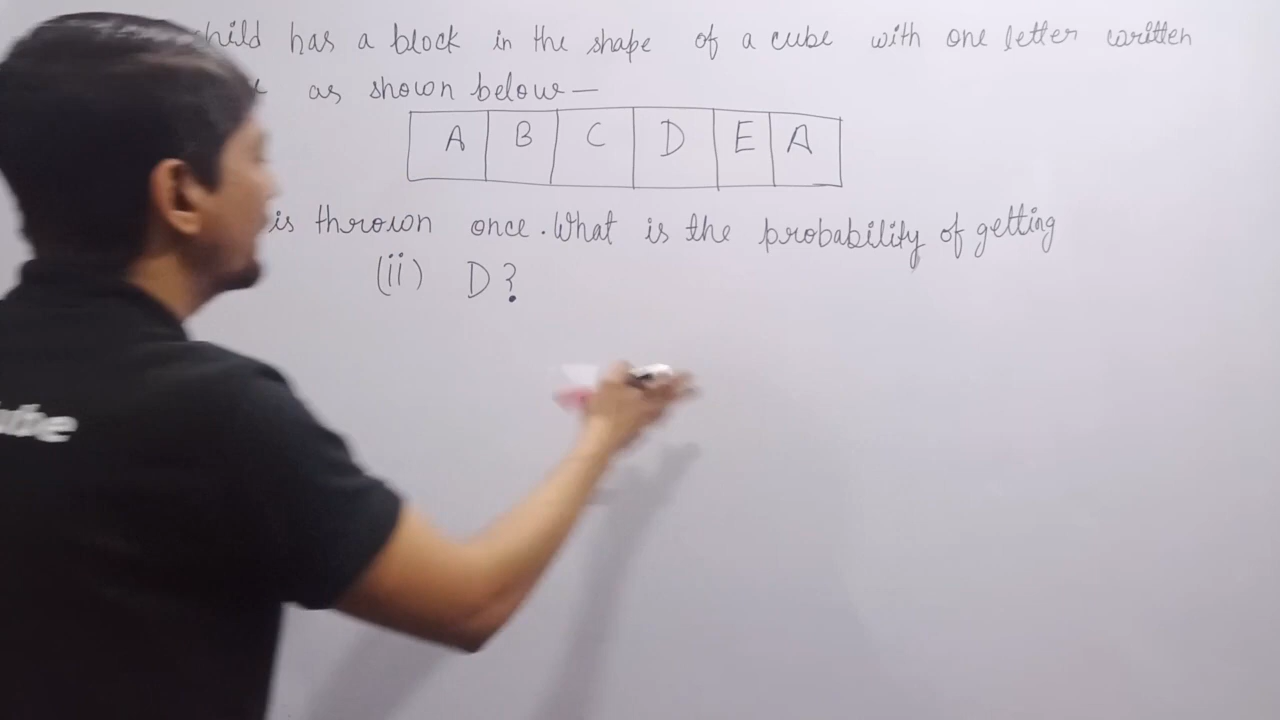 hild has a block in the shape of a cube with one letter written
as shown below—
A B C D E A
is thrown once. What is the probability of getting
(ii) D?
ube